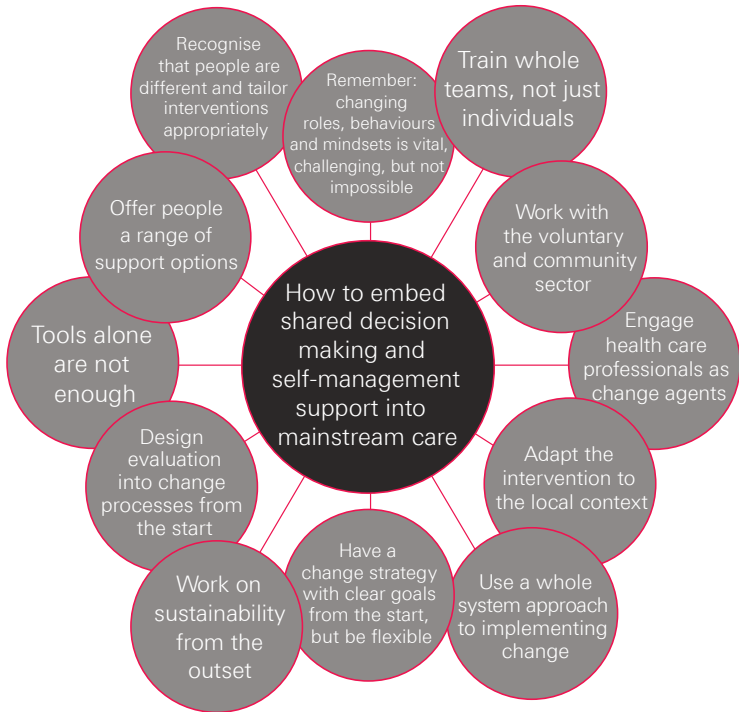 Recognise
that people are
different and tailor
interventions
appropriately
Remember:
changing
roles, behaviours
and mindsets is vital,
challenging, but not
impossible
Train whole
teams, not just
individuals
Offer people
a range of
support options
Work with
the voluntary
and community
sector
Tools alone
are not
enough
How to embed
shared decision
making and
self-management
support into
mainstream care
Engage
health care
professionals as
change agents
Design
evaluation
into change
processes from
the start
Adapt the
intervention to
the local context
Work on
sustainability
from the
outset
Have a
change strategy
with clear goals
from the start,
but be flexible
Use a whole
system approach
to implementing
change